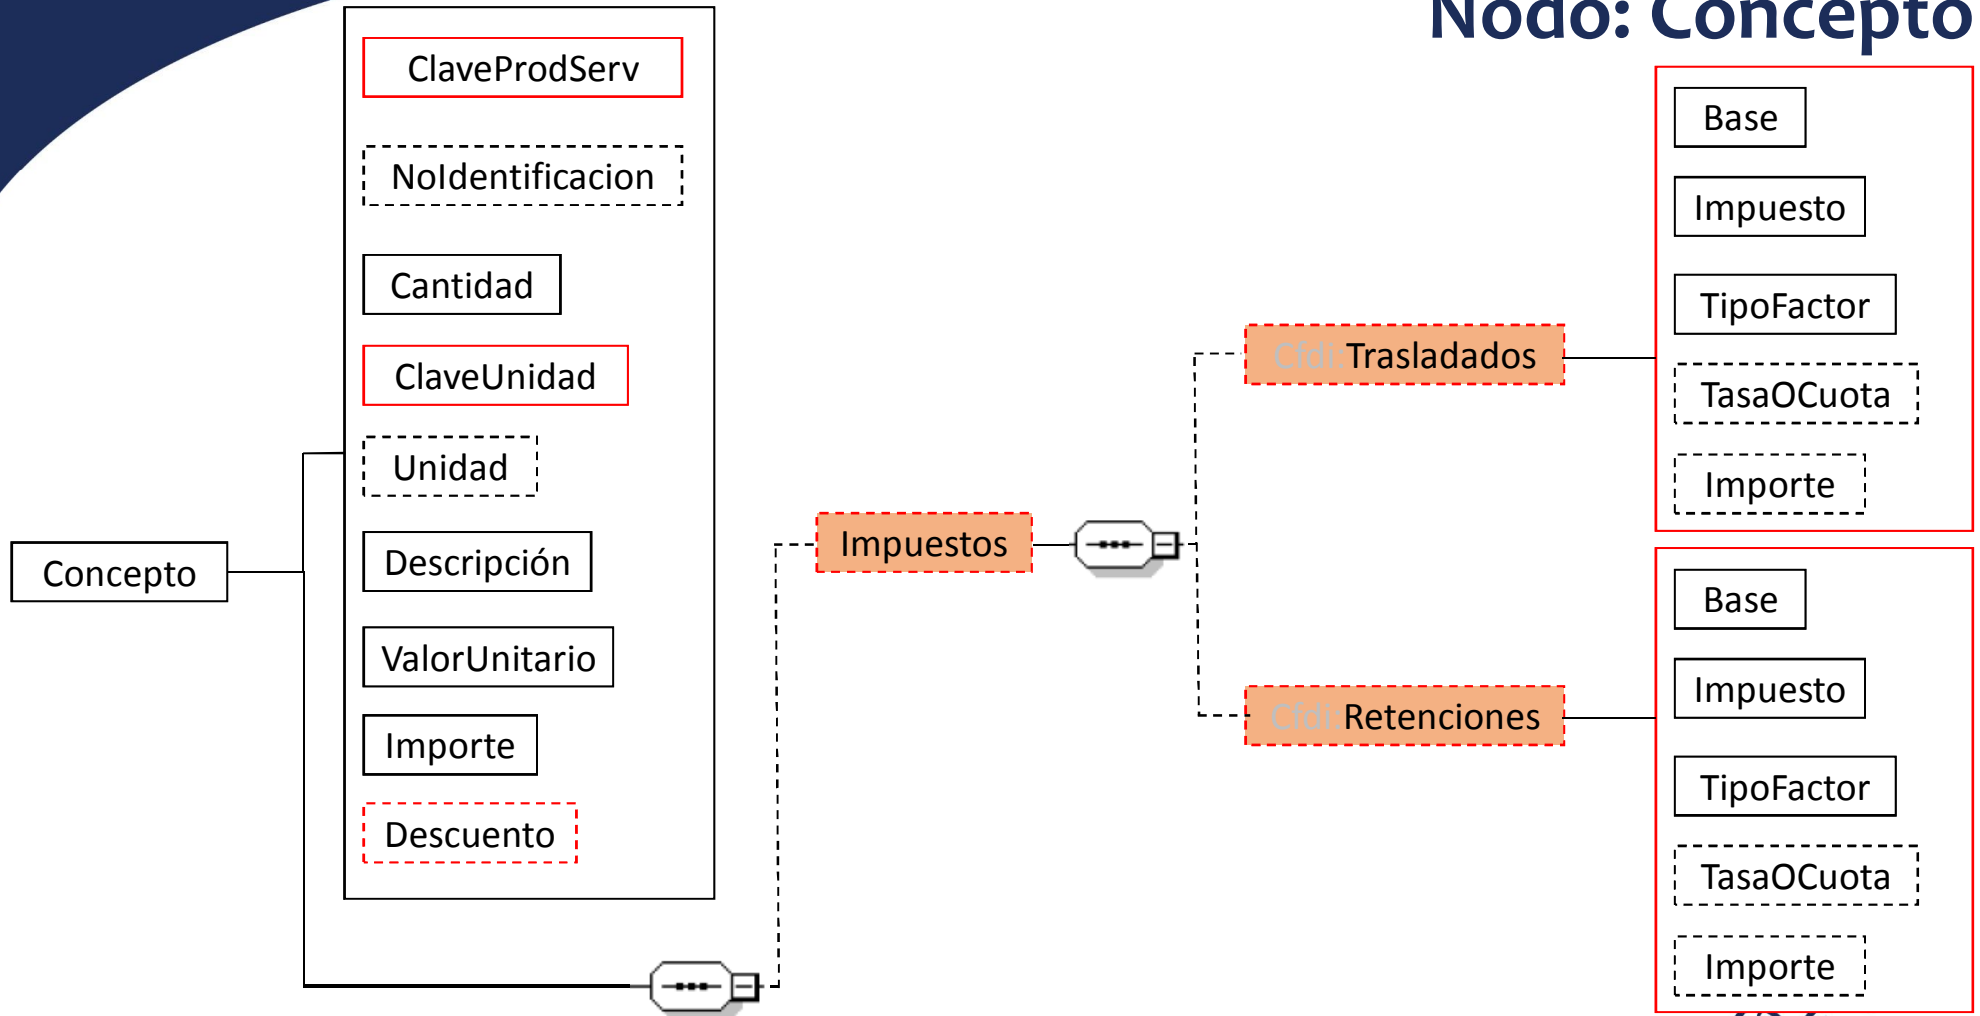 Nodo: Concepto
ClaveProdServ
NoIdentificacion
Cantidad
ClaveUnidad
Unidad
Descripción
ValorUnitario
Importe
Descuento
Concepto
Impuestos
Cfdi:Trasladados
Cfdi:Retenciones
Base
Impuesto
TipoFactor
TasaOCuota
Importe
Base
Impuesto
TipoFactor
TasaOCuota
Importe